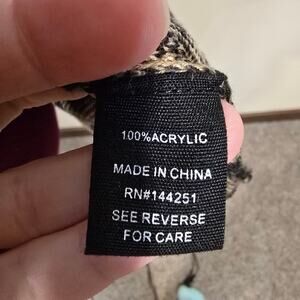 100%ACRYLIC
MADE IN CHINA
RN#144251
SEE REVERSE
FOR CARE